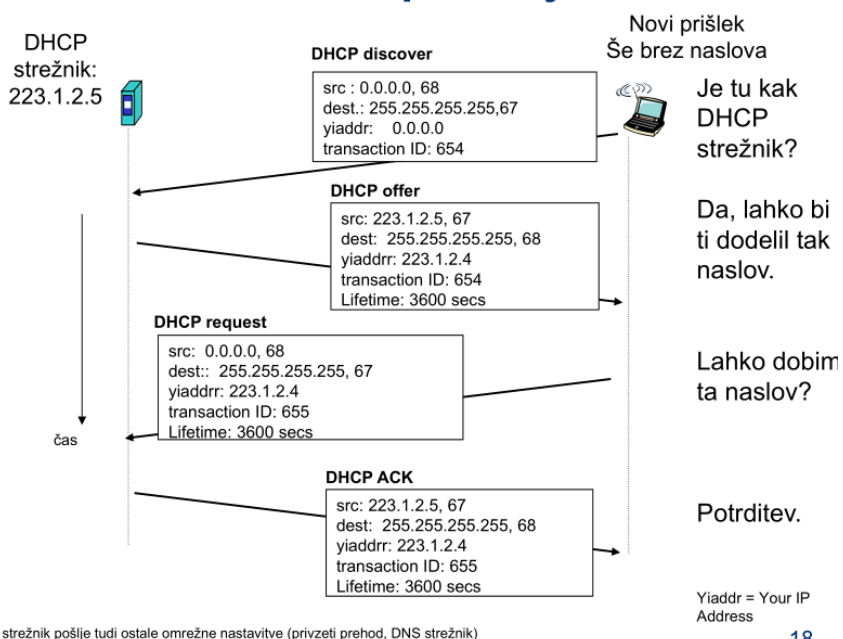 DHCP
strežnik:
223.1.2.5
Novi prišlek
Še brez naslova
DHCP discover
src : 0.0.0.0, 68
dest.: 255.255.255.255,67
yiaddr: 0.0.0.0
transaction ID: 654
Je tu kak
DHCP
strežnik?
DHCP offer
src: 223.1.2.5, 67
dest: 255.255.255.255, 68
yiaddrr: 223.1.2.4
transaction ID: 654
Lifetime: 3600 secs
Da, lahko bi
ti dodelil tak
naslov.
DHCP request
src: 0.0.0.0, 68
dest:: 255.255.255.255, 67
yiaddrr: 223.1.2.4
transaction ID: 655
Lifetime: 3600 secs
Lahko dobim
ta naslov?
čas
DHCP ACK
src: 223.1.2.5, 67
dest: 255.255.255.255, 68
yiaddrr: 223.1.2.4
transaction ID: 655
Lifetime: 3600 secs
Potrditev.
Yiaddr = Your IP
Address
strežnik pošlje tudi ostale omrežne nastavitve (privzeti prehod, DNS strežnik)
18